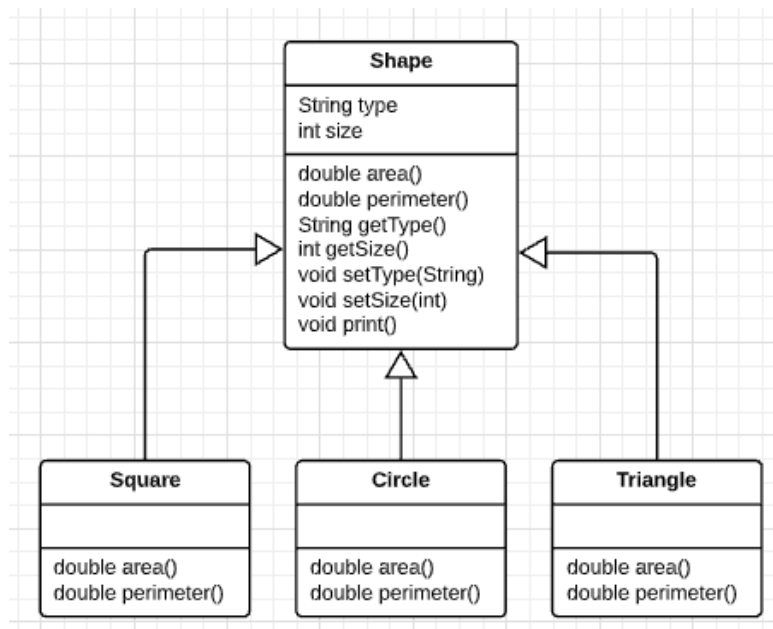 Shape
String type
int size
double area()
double perimeter()
String getType()
int getSize()
void setType(String)
void setSize(int)
void print()
Square
double area()
double perimeter()
Circle
double area()
double perimeter()
Triangle
double area()
double perimeter()